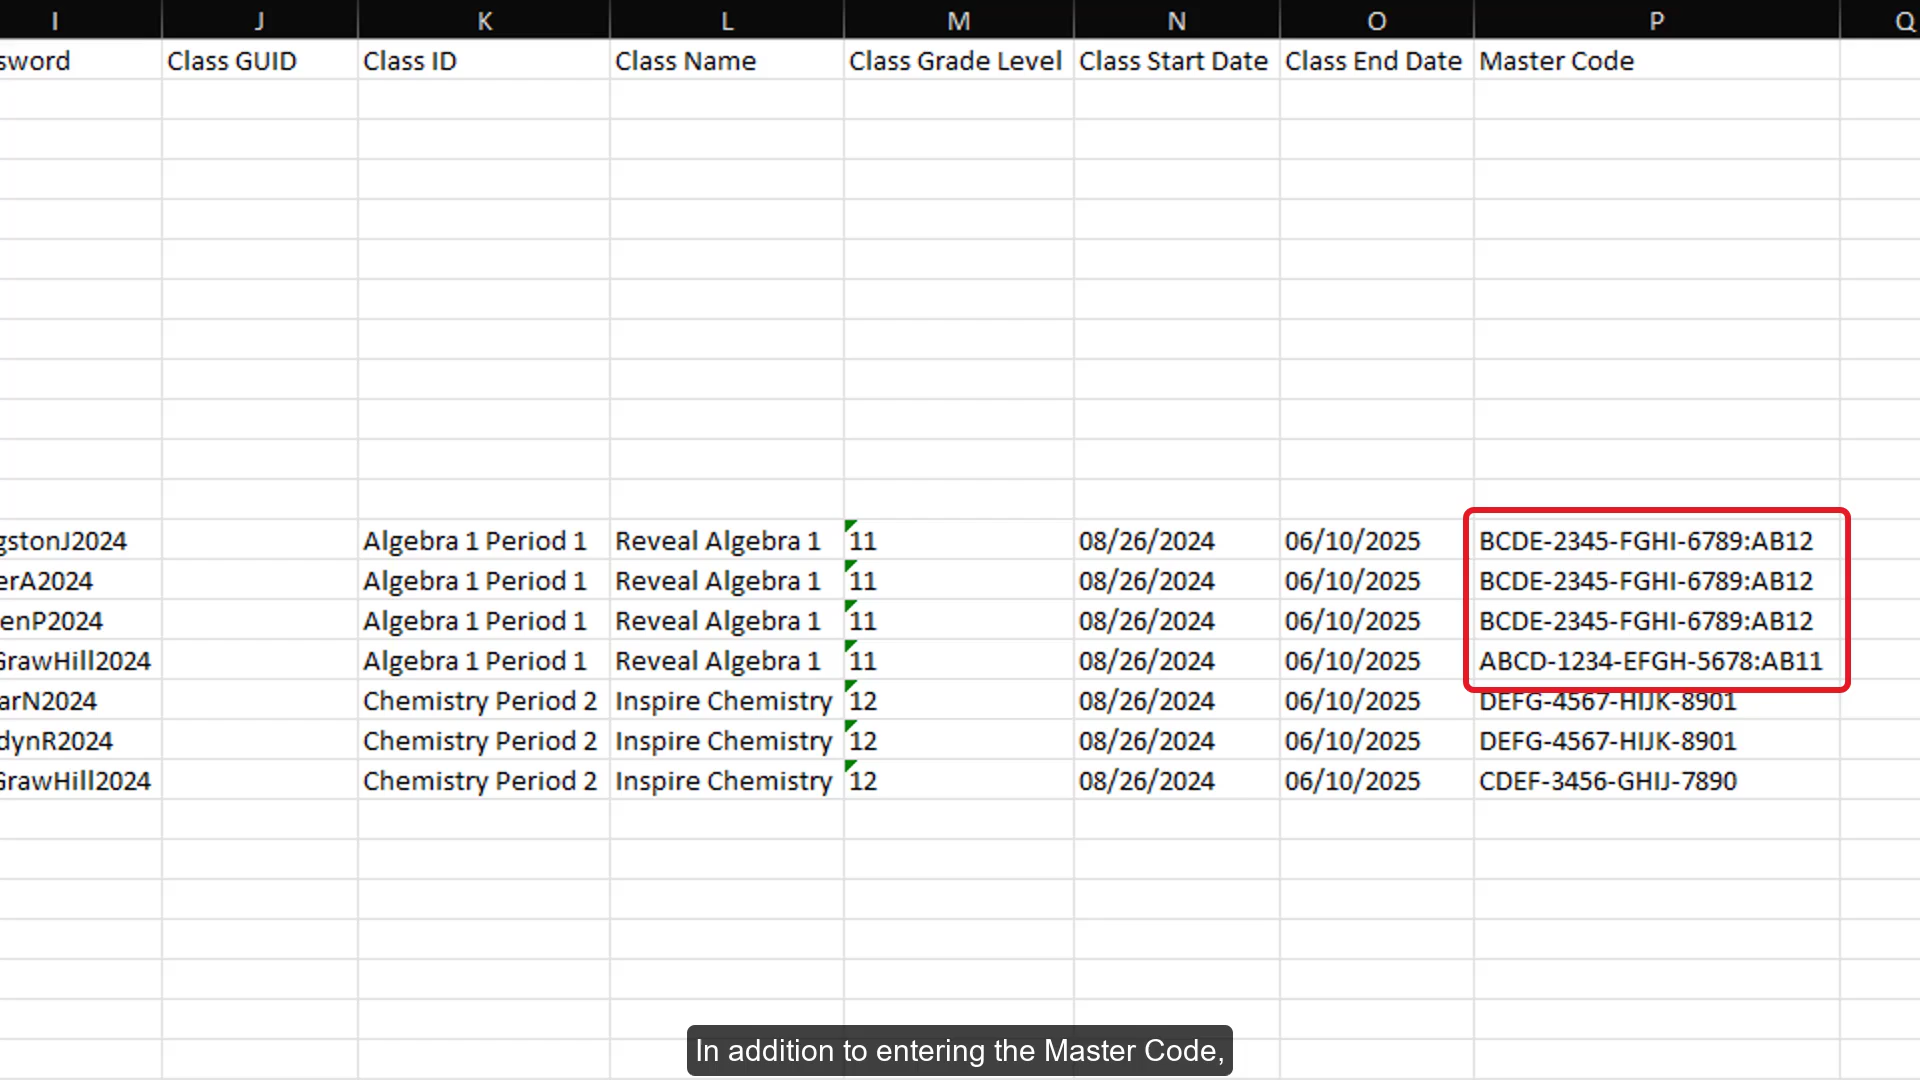 I J K L M N O P Q
sword Class GUID Class ID Class Name Class Grade Level Class Start Date Class End Date Master Code
gstonJ2024 Algebra 1 Period 1 Reveal Algebra 1 11 08/26/2024 06/10/2025 BCDE-2345-FGHI-6789:AB12
erA2024 Algebra 1 Period 1 Reveal Algebra 1 11 08/26/2024 06/10/2025 BCDE-2345-FGHI-6789:AB12
enP2024 Algebra 1 Period 1 Reveal Algebra 1 11 08/26/2024 06/10/2025 BCDE-2345-FGHI-6789:AB12
GrawHill2024 Algebra 1 Period 1 Reveal Algebra 1 11 08/26/2024 06/10/2025 ABCD-1234-EFGH-5678:AB11
arN2024 Chemistry Period 2 Inspire Chemistry 12 08/26/2024 06/10/2025 DEFG-4567-HIJK-8901
dynR2024 Chemistry Period 2 Inspire Chemistry 12 08/26/2024 06/10/2025 DEFG-4567-HIJK-8901
GrawHill2024 Chemistry Period 2 Inspire Chemistry 12 08/26/2024 06/10/2025 CDEF-3456-GHIJ-7890
In addition to entering the Master Code,